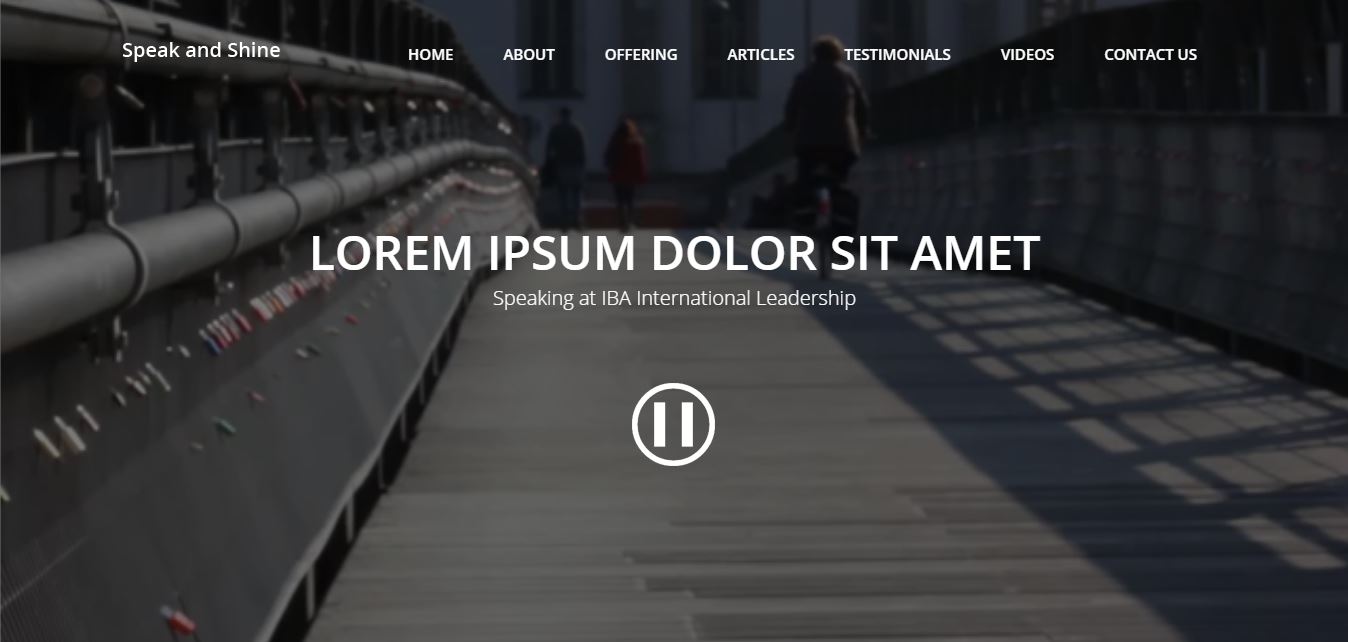 Speak and Shine
HOME ABOUT OFFERING ARTICLES TESTIMONIALS VIDEOS CONTACT US
LOREM IPSUM DOLOR SIT AMET
Speaking at IBA International Leadership